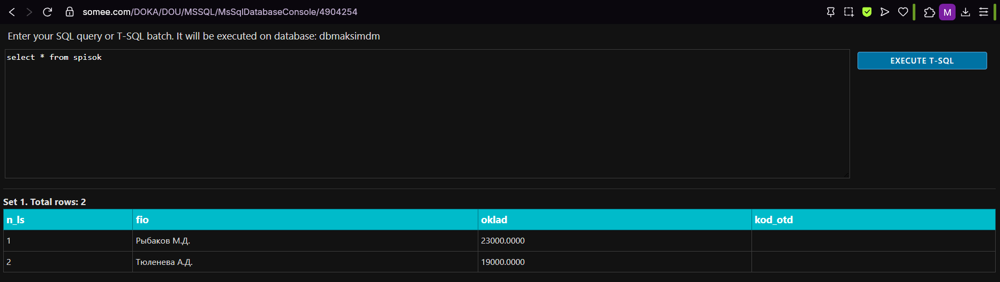 somee.com/DOKA/DOU/MSSQL/MsSqlDatabaseConsole/4904254
M
Enter your SQL query or T-SQL batch. It will be executed on database: dbmaksimdm
select * from spisok
EXECUTE T-SQL
Set 1. Total rows: 2
n_ls fio oklad kod_otd
1 Рыбаков М.Д. 23000.0000
2 Тюленева А.Д. 19000.0000